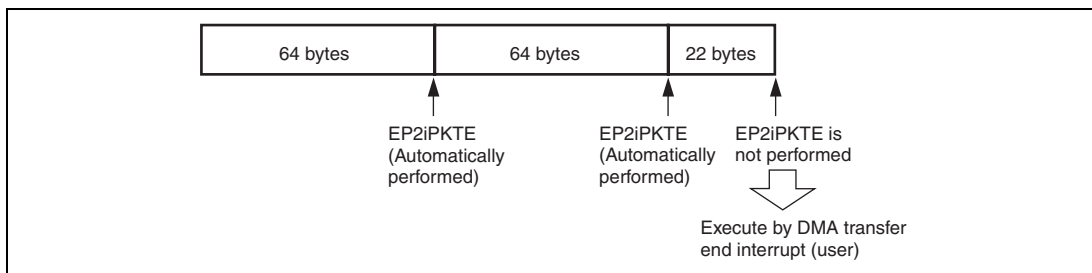 64 bytes
64 bytes
22 bytes
EP2iPKTE
(Automatically
performed)
EP2iPKTE
(Automatically
performed)
EP2iPKTE is
not performed
Execute by DMA transfer
end interrupt (user)